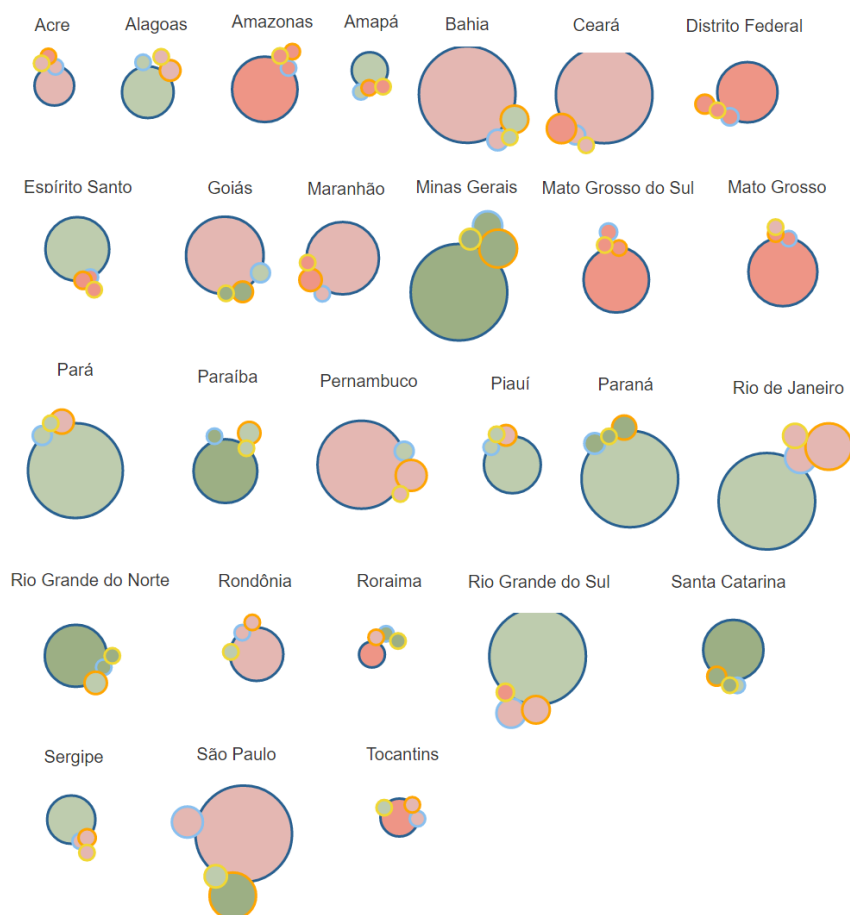 Acre
Alagoas
Amazonas
Amapá
Bahia
Ceará
Distrito Federal
Espírito Santo
Goiás
Maranhão
Minas Gerais
Mato Grosso do Sul
Mato Grosso
Pará
Paraíba
Pernambuco
Piauí
Paraná
Rio de Janeiro
Rio Grande do Norte
Rondônia
Roraima
Rio Grande do Sul
Santa Catarina
Sergipe
São Paulo
Tocantins